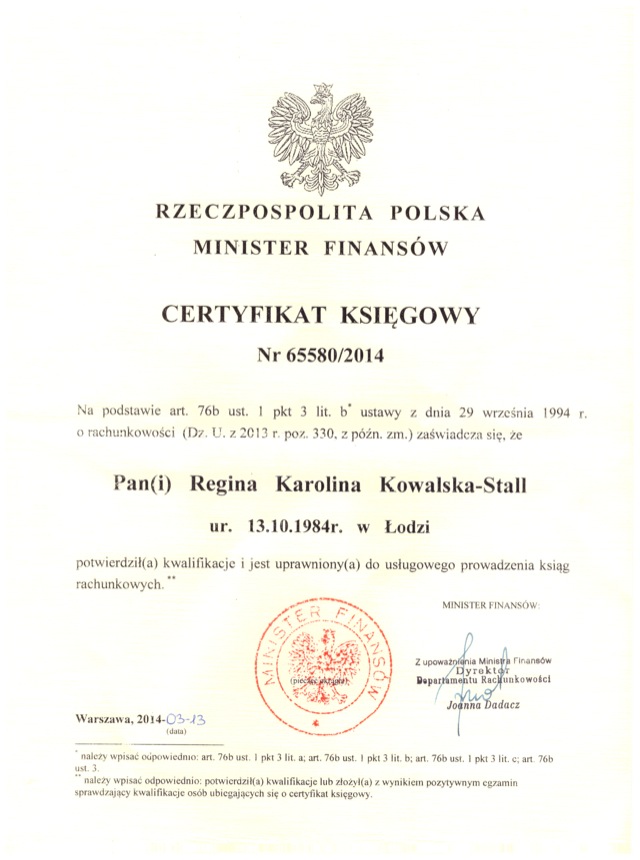 RZECZPOSPOLITA POLSKA
MINISTER FINANSÓW
CERTYFIKAT KSIĘGOWY
Nr 65580/2014
Na podstawie art. 76b ust. 1 pkt 3 lit. b* ustawy z dnia 29 września 1994 r.
o rachunkowości (Dz. U. z 2013 r. poz. 330, z późn. zm.) zaświadcza się, że
Pan(i) Regina Karolina Kowalska-Stall
ur. 13.10.1984r. w Łodzi
potwierdził(a) kwalifikacje i jest uprawniony(a) do usługowego prowadzenia ksiąg
rachunkowych. **
MINISTER FINANSÓW:
MINISTER FINANSÓW
(pieczęć okrągła)
Z upoważnienia Ministra Finansów
Dyrektor
Departamentu Rachunkowości
Joanna Dadacz
Warszawa, 2014-03-13
(data)
* należy wpisać odpowiednio: art. 76b ust. 1 pkt 3 lit. a; art. 76b ust. 1 pkt 3 lit. b; art. 76b ust. 1 pkt 3 lit. c; art. 76b
ust. 3.
** należy wpisać odpowiednio: potwierdził(a) kwalifikacje lub złożył(a) z wynikiem pozytywnym egzamin
sprawdzający kwalifikacje osób ubiegających się o certyfikat księgowy.